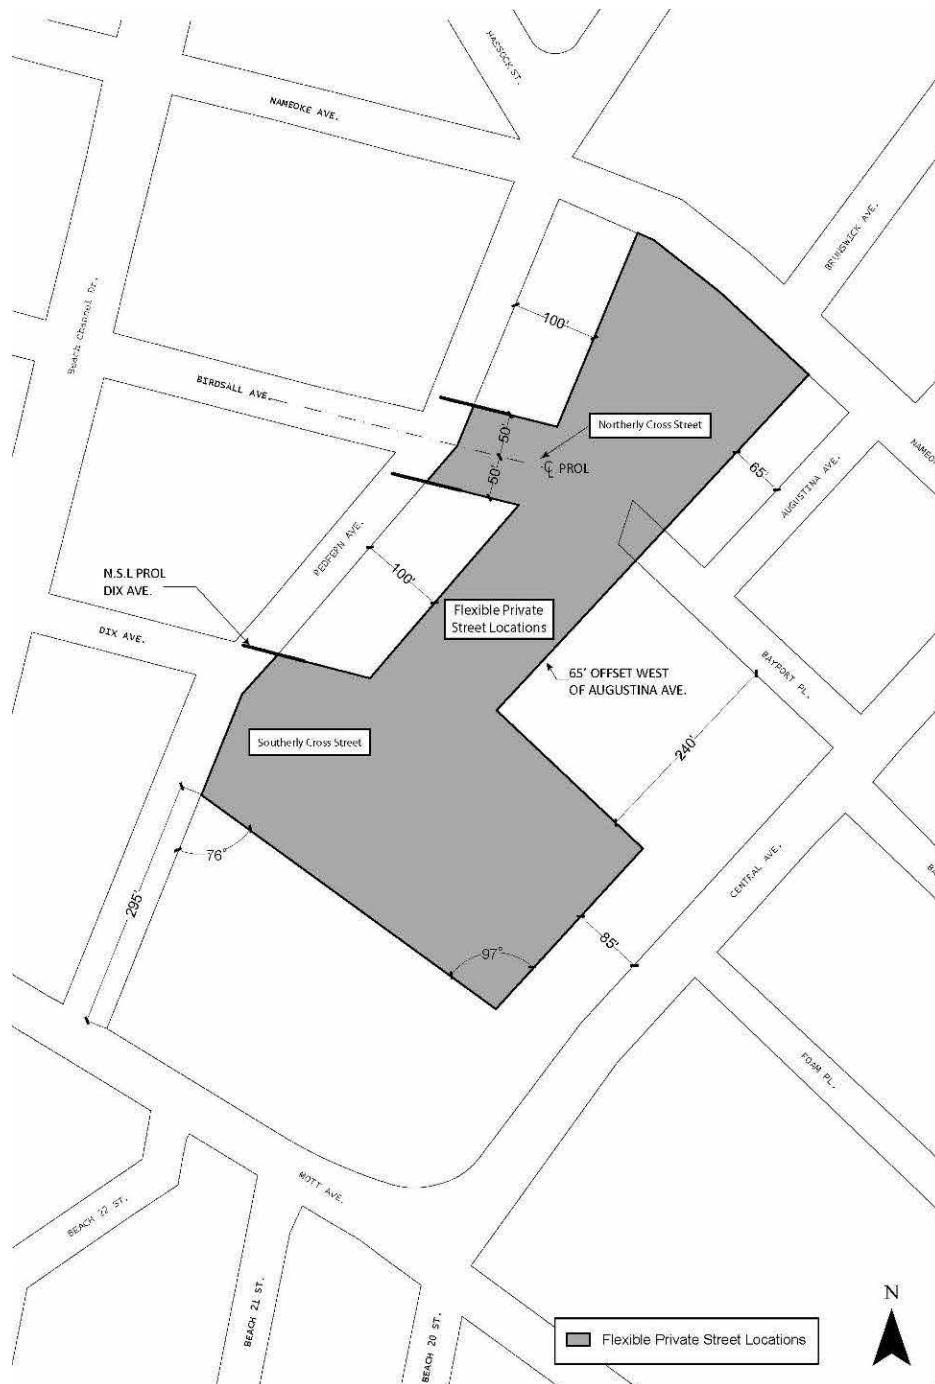 HASSOCK ST.
NAMEOKE AVE.
BRUNSWICK AVE.
Beach Channel Dr.
100'
BIRDSALL AVE.
50'
Northerly Cross Street
NAMEO
50'
CL PROL
65'
AUGUSTINA AVE.
REDFERN AVE.
N.S.L PROL
DIX AVE.
100'
Flexible Private
Street Locations
DIX AVE.
65' OFFSET WEST
OF AUGUSTINA AVE.
BAYPORT PL.
Southerly Cross Street
240'
76°
CENTRAL AVE.
BA
295'
97°
85'
FOAM PL.
MOTT AVE.
BEACH 22 ST.
BEACH 21 ST.
BEACH 20 ST.
N
Flexible Private Street Locations